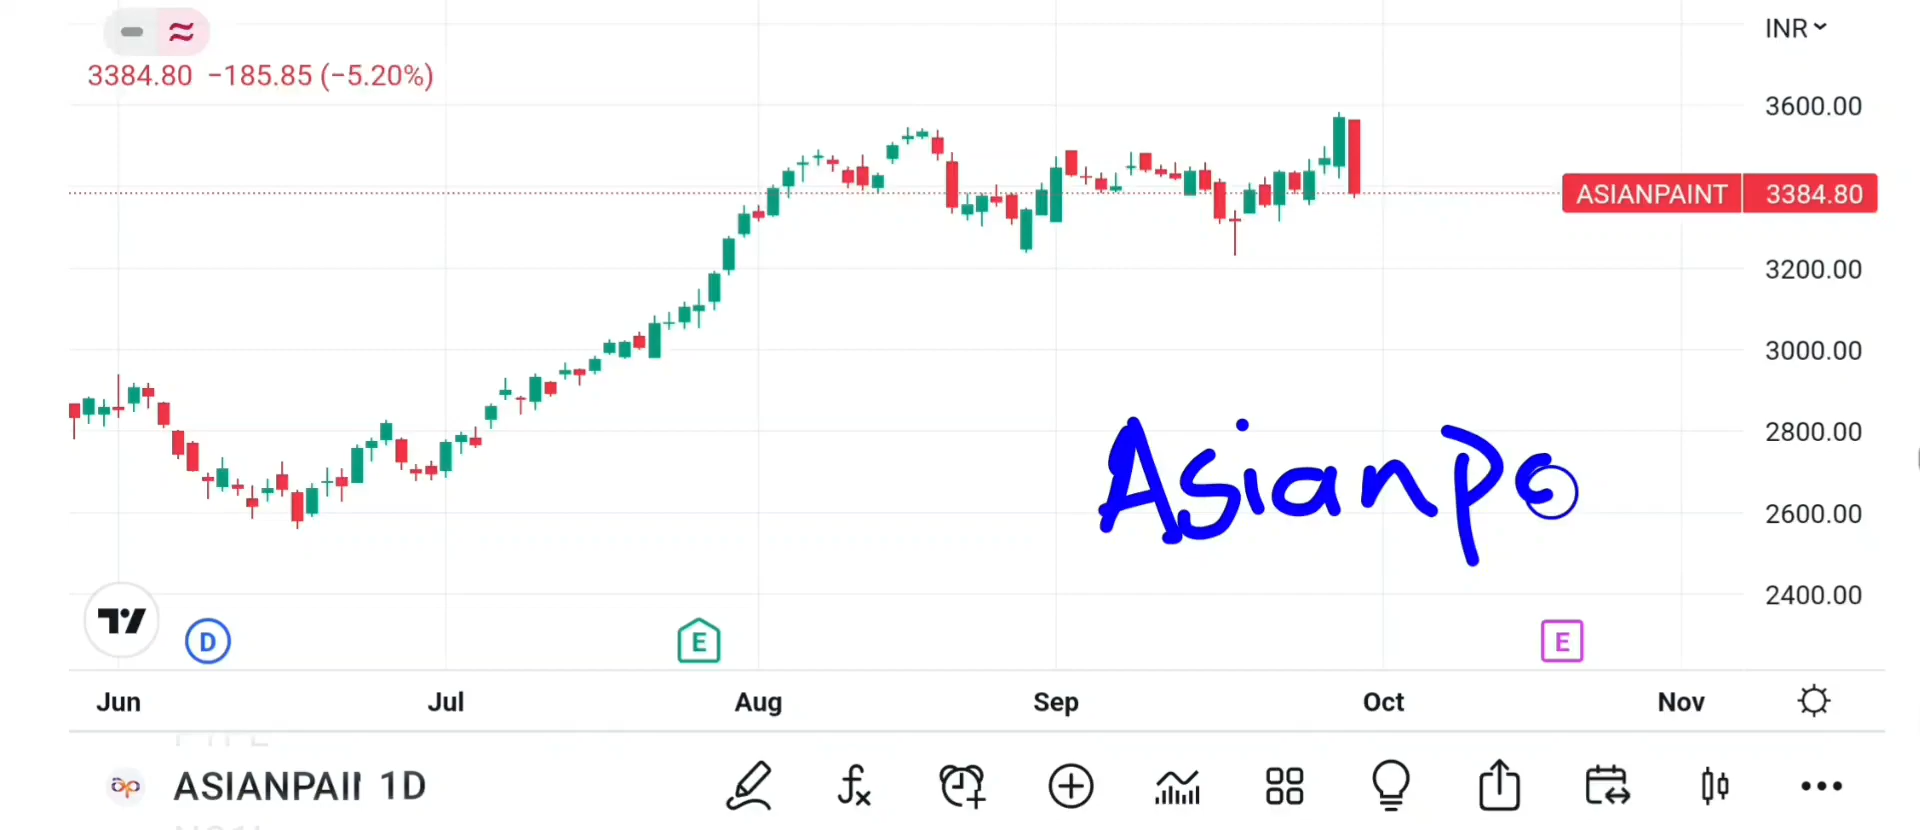 INR
3384.80 −185.85 (−5.20%)
3600.00
ASIANPAINT 3384.80
3200.00
3000.00
2800.00
Asianpa
2600.00
2400.00
D E E
Jun Jul Aug Sep Oct Nov
ap ASIANPAII 1D